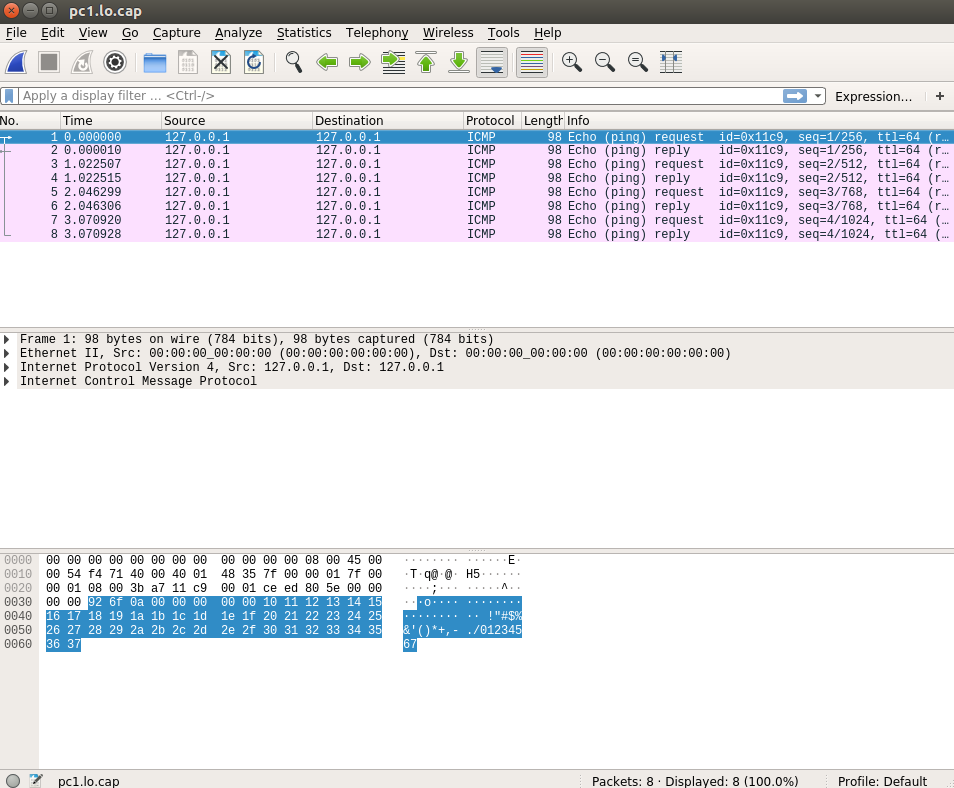 pc1.lo.cap
File Edit View Go Capture Analyze Statistics Telephony Wireless Tools Help
Apply a display filter ... <Ctrl-/> Expression... +
No. Time Source Destination Protocol Length Info
1 0.000000 127.0.0.1 127.0.0.1 ICMP 98 Echo (ping) request id=0x11c9, seq=1/256, ttl=64 (r…
2 0.000010 127.0.0.1 127.0.0.1 ICMP 98 Echo (ping) reply id=0x11c9, seq=1/256, ttl=64 (r…
3 1.022507 127.0.0.1 127.0.0.1 ICMP 98 Echo (ping) request id=0x11c9, seq=2/512, ttl=64 (r…
4 1.022515 127.0.0.1 127.0.0.1 ICMP 98 Echo (ping) reply id=0x11c9, seq=2/512, ttl=64 (r…
5 2.046299 127.0.0.1 127.0.0.1 ICMP 98 Echo (ping) request id=0x11c9, seq=3/768, ttl=64 (r…
6 2.046306 127.0.0.1 127.0.0.1 ICMP 98 Echo (ping) reply id=0x11c9, seq=3/768, ttl=64 (r…
7 3.070920 127.0.0.1 127.0.0.1 ICMP 98 Echo (ping) request id=0x11c9, seq=4/1024, ttl=64 (…
8 3.070928 127.0.0.1 127.0.0.1 ICMP 98 Echo (ping) reply id=0x11c9, seq=4/1024, ttl=64 (…
Frame 1: 98 bytes on wire (784 bits), 98 bytes captured (784 bits)
Ethernet II, Src: 00:00:00_00:00:00 (00:00:00:00:00:00), Dst: 00:00:00_00:00:00 (00:00:00:00:00:00)
Internet Protocol Version 4, Src: 127.0.0.1, Dst: 127.0.0.1
Internet Control Message Protocol
0000 00 00 00 00 00 00 00 00 00 00 00 00 08 00 45 00 ········ ······E·
0010 00 54 f4 71 40 00 40 01 48 35 7f 00 00 01 7f 00 ·T·q@·@· H5······
0020 00 01 08 00 3b a7 11 c9 00 01 ce ed 80 5e 00 00 ····;··· ·····^··
0030 00 00 92 6f 0a 00 00 00 00 00 10 11 12 13 14 15 ···o···· ········
0040 16 17 18 19 1a 1b 1c 1d 1e 1f 20 21 22 23 24 25 ········ ·· !"#$%
0050 26 27 28 29 2a 2b 2c 2d 2e 2f 30 31 32 33 34 35 &'()*+,- ./012345
0060 36 37 67
pc1.lo.cap Packets: 8 · Displayed: 8 (100.0%) Profile: Default